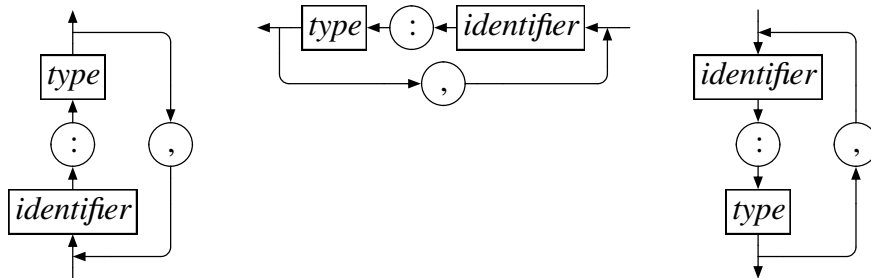 type : identifier
,
type
:
,
identifier
identifier
:
,
type